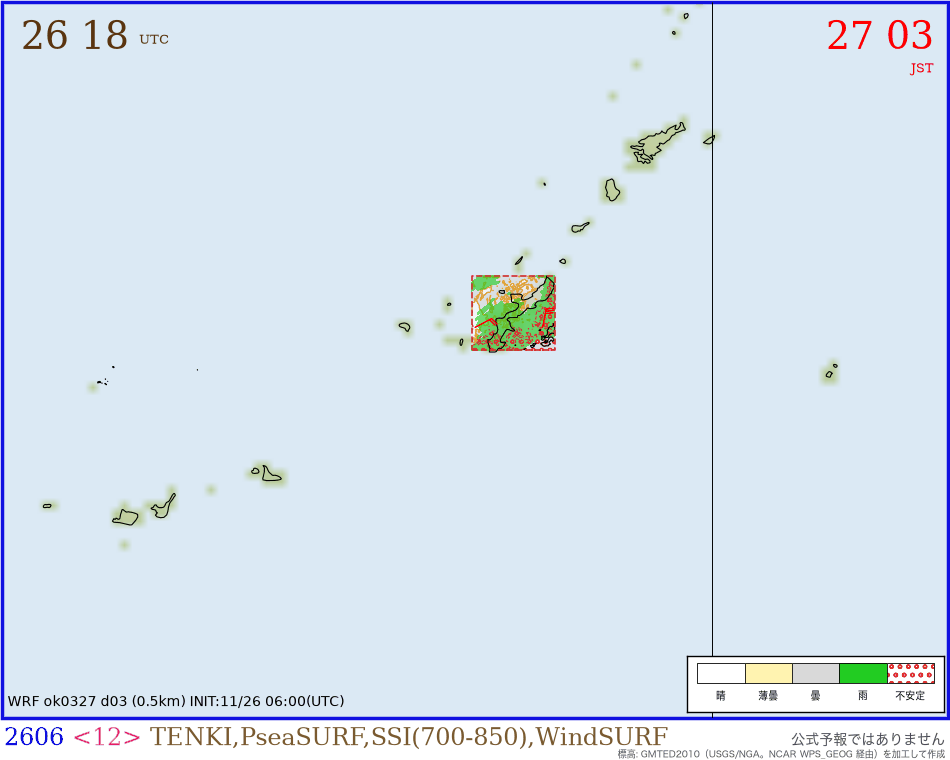 26 18 UTC
27 03
JST
晴 薄曇 曇 雨 不安定
WRF ok0327 d03 (0.5km) INIT:11/26 06:00(UTC)
2606 <12> TENKI,PseaSURF,SSI(700-850),WindSURF
公式予報ではありません
標高: GMTED2010（USGS/NGA。NCAR WPS_GEOG 経由）を加工して作成